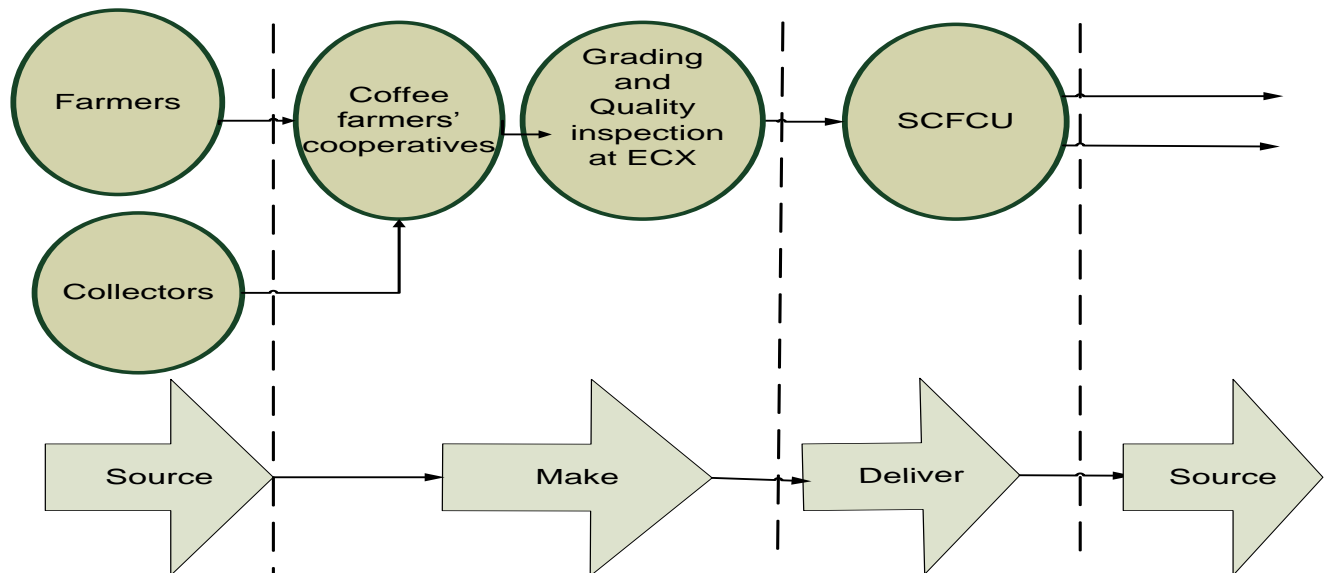 Farmers
Coffee
farmers’
cooperatives
Grading
and
Quality
inspection
at ECX
SCFCU
Collectors
Source
Make
Deliver
Source